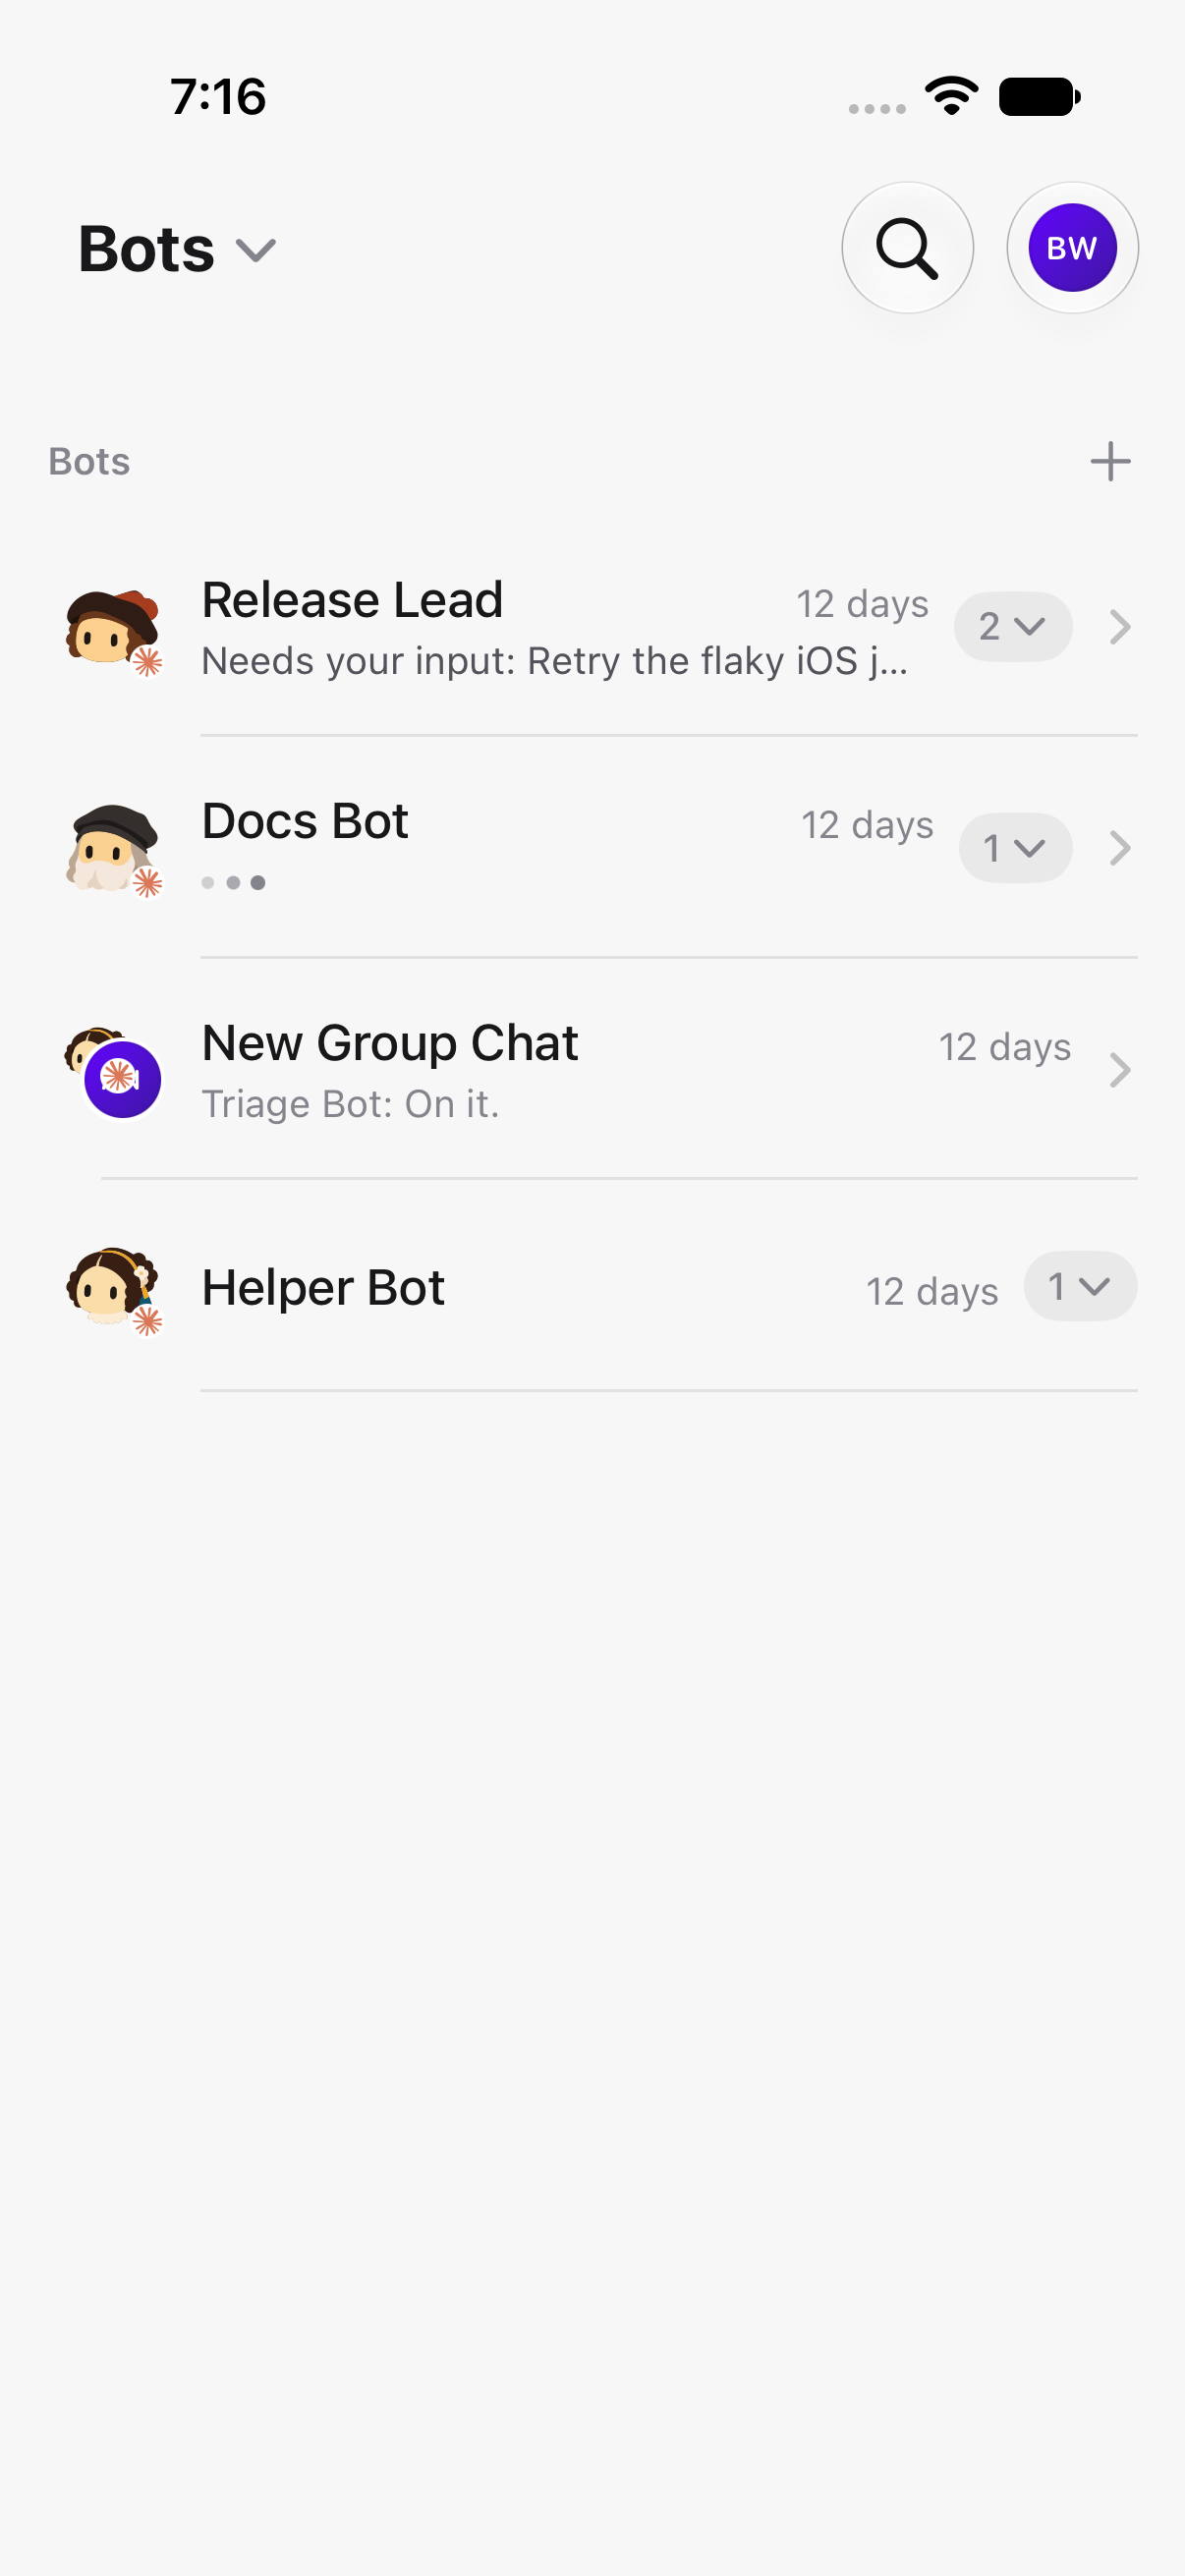 7:16
Bots
BW
Bots
Release Lead
12 days
2
Needs your input: Retry the flaky iOS j...
Docs Bot
12 days
1
New Group Chat
12 days
Triage Bot: On it.
Helper Bot
12 days
1